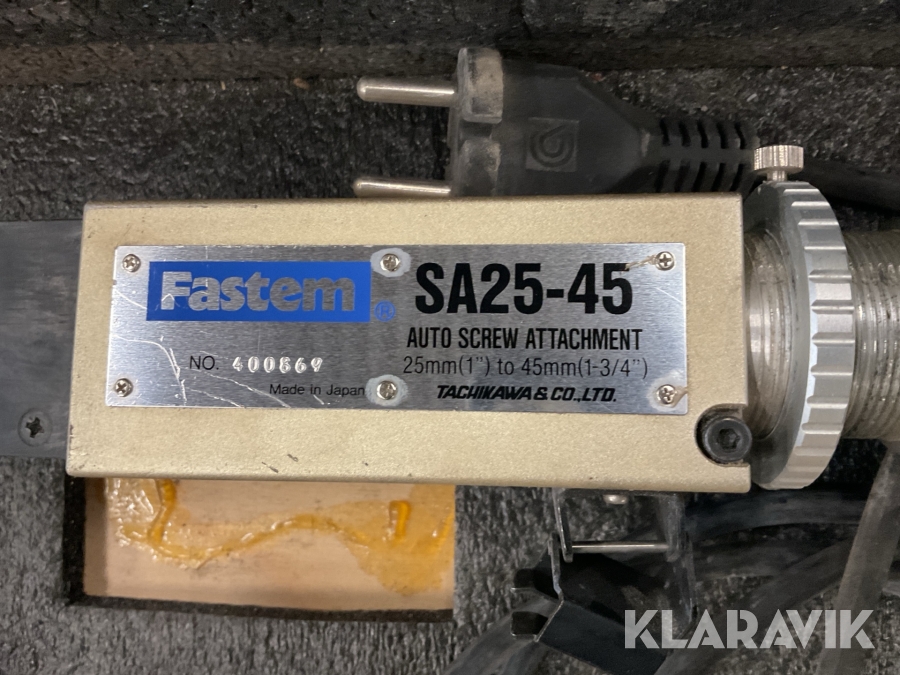 Fastem ®
SA25-45
AUTO SCREW ATTACHMENT
25mm(1") to 45mm(1-3/4")
NO. 400569
Made in Japan
TACHIKAWA & CO., LTD.
KLARAVIK